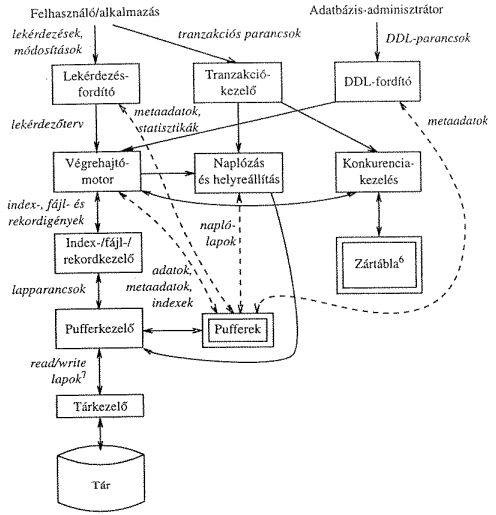 Felhasználó/alkalmazás
Adatbázis-adminisztrátor
lekérdezések,
módosítások
tranzakciós parancsok
DDL-parancsok
Lekérdezés-
fordító
Tranzakció-
kezelő
DDL-fordító
metaadatok,
statisztikák
metaadatok
lekérdezőterv
Végrehajtó-
motor
Naplózás
és helyreállítás
Konkurencia-
kezelés
index-, fájl- és
rekordigények
napló-
lapok
Index-/fájl-/
rekordkezelő
Zártábla6
adatok,
metaadatok,
indexek
lapparancsok
Pufferkezelő
Pufferek
read/write
lapok7
Tárkezelő
Tár